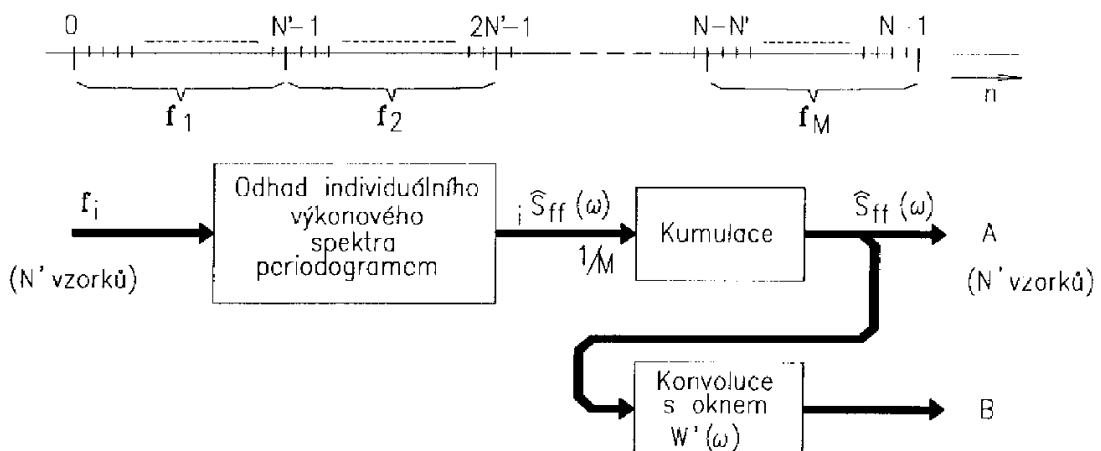 0 N'-1 2N'-1 N-N' N-1
n
f1 f2 fM
fi
(N' vzorků)
Odhad individuálního
výkonového
spektra
periodogramem
i Ŝff(ω)
1/M
Kumulace
Ŝff(ω)
A
(N' vzorků)
Konvoluce
s oknem
W'(ω)
B